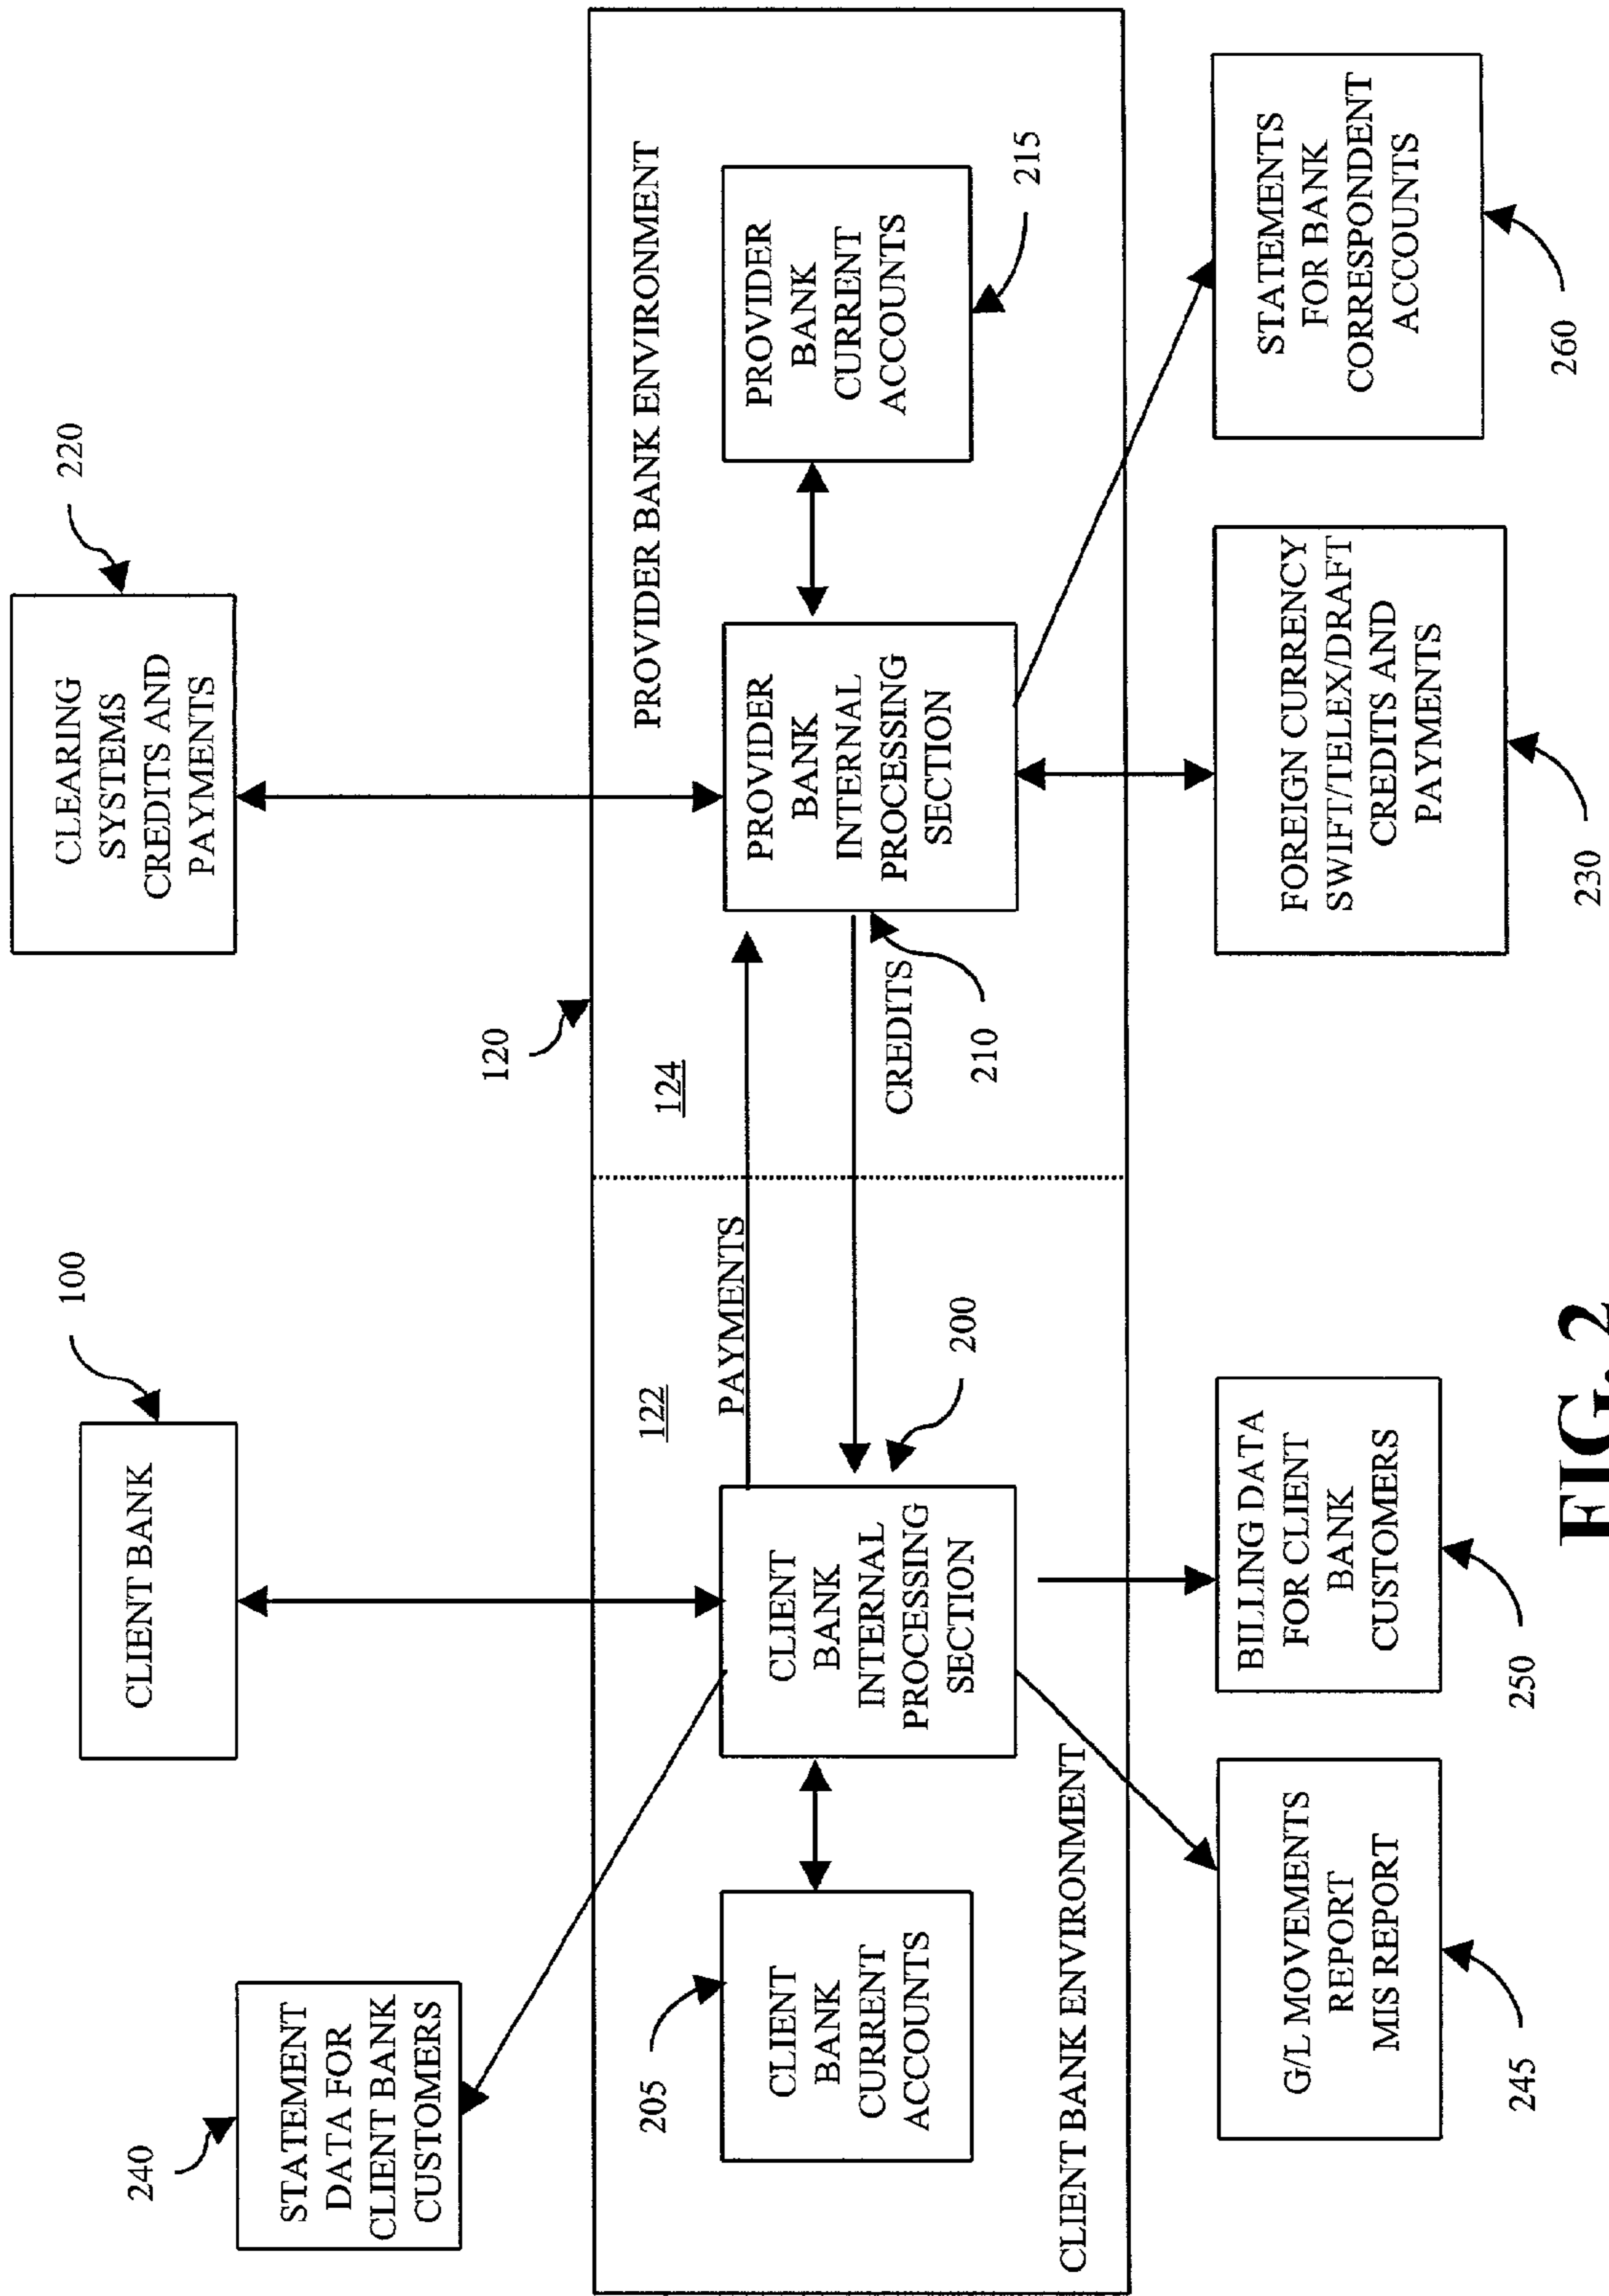 240
STATEMENT
DATA FOR
CLIENT BANK
CUSTOMERS
100
CLIENT BANK
220
CLEARING
SYSTEMS
CREDITS AND
PAYMENTS
120
122
124
PROVIDER BANK ENVIRONMENT
205
CLIENT
BANK
CURRENT
ACCOUNTS
CLIENT
BANK
INTERNAL
PROCESSING
SECTION
200
PAYMENTS
CREDITS
210
PROVIDER
BANK
INTERNAL
PROCESSING
SECTION
PROVIDER
BANK
CURRENT
ACCOUNTS
215
CLIENT BANK ENVIRONMENT
G/L MOVEMENTS
REPORT
MIS REPORT
245
BILLING DATA
FOR CLIENT
BANK
CUSTOMERS
250
FOREIGN CURRENCY
SWIFT/TELEX/DRAFT
CREDITS AND
PAYMENTS
230
STATEMENTS
FOR BANK
CORRESPONDENT
ACCOUNTS
260
FIG. 2